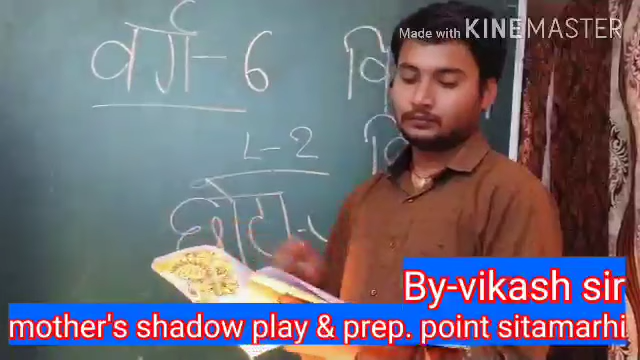 Made with KINEMASTER
वर्ग - 6
L-2
By-vikash sir
mother's shadow play & prep. point sitamarhi